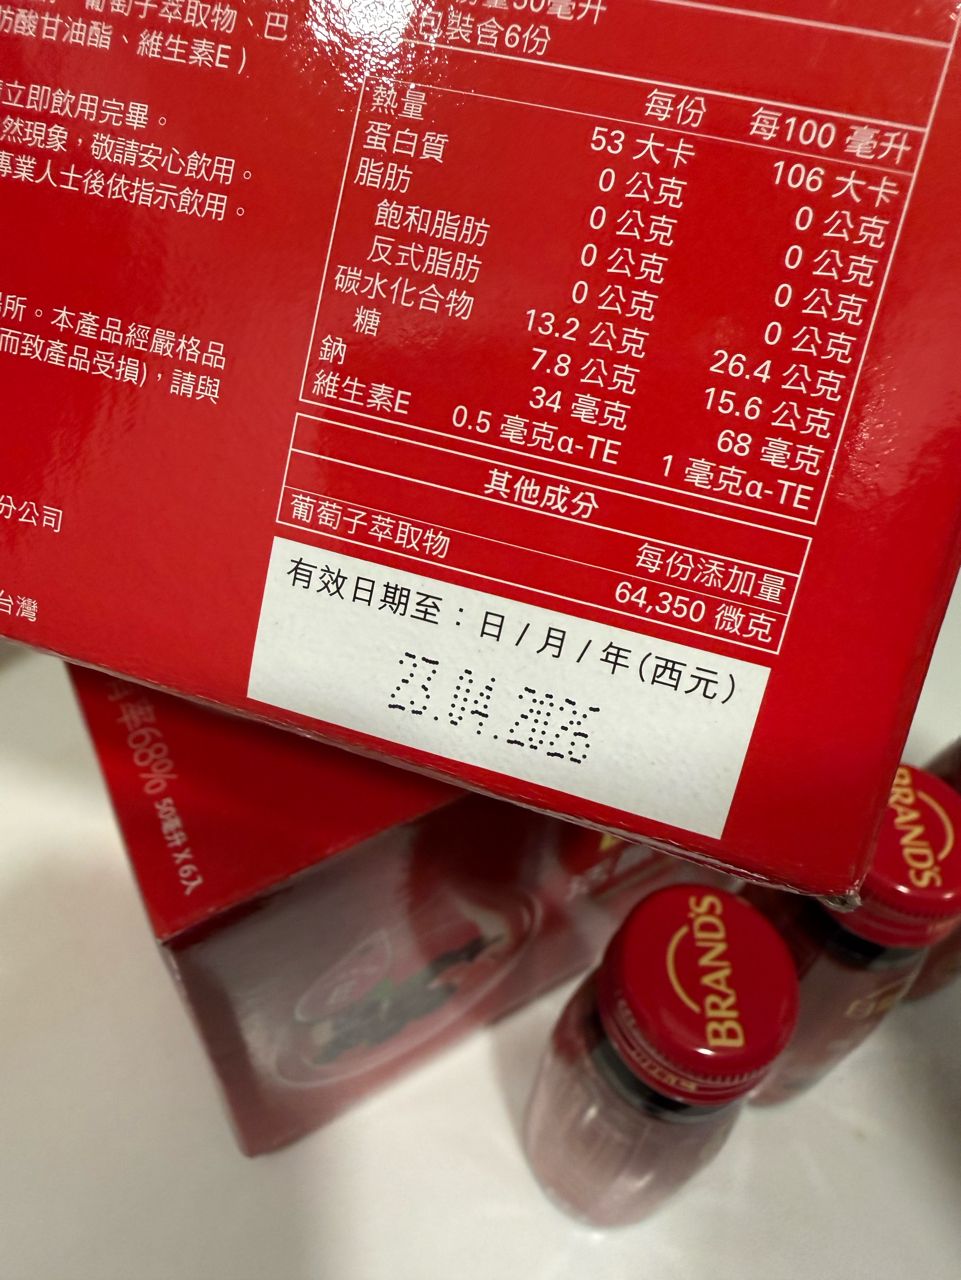 葡萄子萃取物、巴
肪酸甘油酯、維生素E）
立即飲用完畢。
然現象，敬請安心飲用。
專業人士後依指示飲用。
所。本產品經嚴格品
而致產品受損)，請與
分公司
台灣
50毫升
包裝含6份
每份 每100 毫升
熱量 53 大卡 106 大卡
蛋白質 0 公克 0 公克
脂肪 0 公克 0 公克
飽和脂肪 0 公克 0 公克
反式脂肪 0 公克 0 公克
碳水化合物 13.2 公克 26.4 公克
糖 7.8 公克 15.6 公克
鈉 34 毫克 68 毫克
維生素E 0.5 毫克α-TE 1 毫克α-TE
其他成分
每份添加量
葡萄子萃取物 64,350 微克
有效日期至：日/月/年(西元)
23.04.2026
率68% 50毫升X6入
BRAND'S
BRAND'S